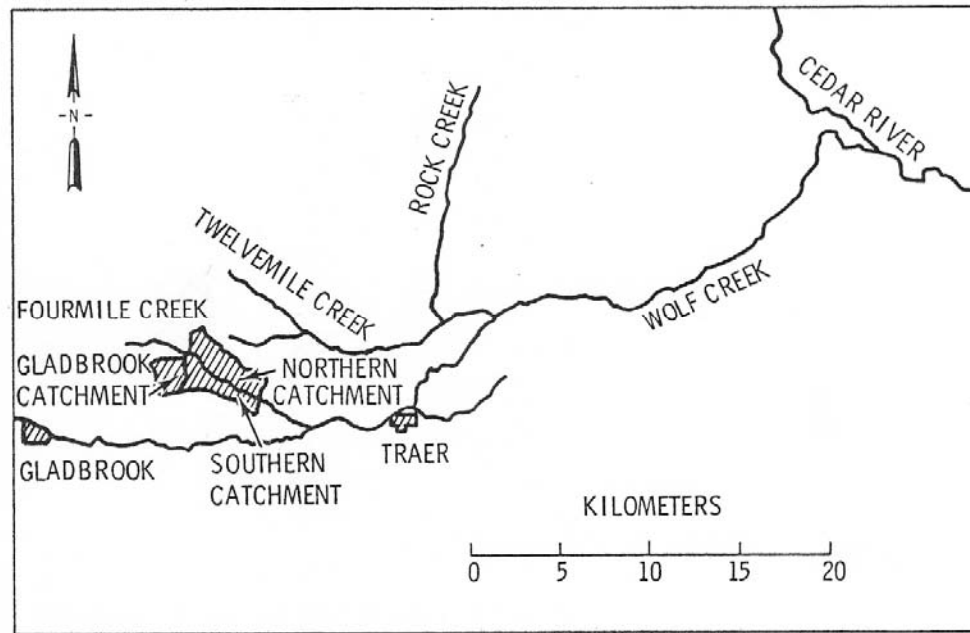 -N-
CEDAR RIVER
ROCK CREEK
TWELVEMILE CREEK
WOLF CREEK
FOURMILE CREEK
GLADBROOK
CATCHMENT
NORTHERN
CATCHMENT
GLADBROOK
SOUTHERN
CATCHMENT
TRAER
KILOMETERS
0 5 10 15 20